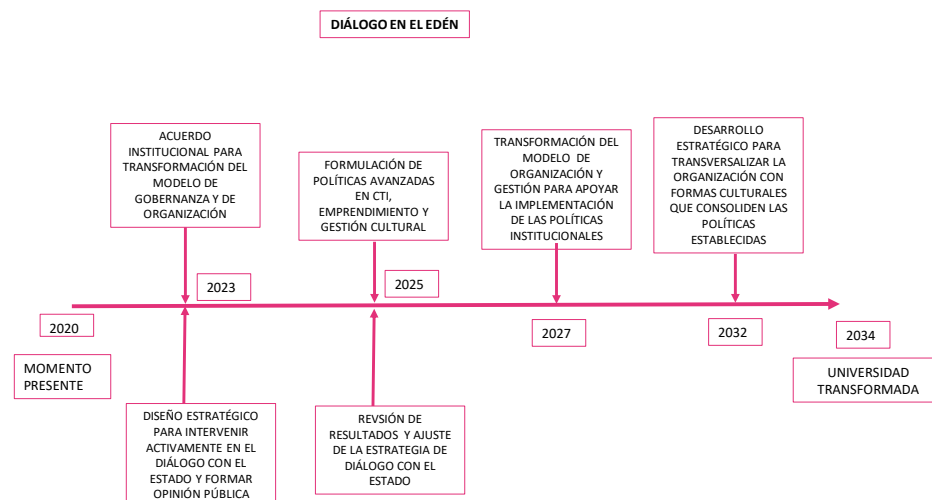 DIÁLOGO EN EL EDÉN
ACUERDO
INSTITUCIONAL PARA
TRANSFORMACIÓN DEL
MODELO DE
GOBERNANZA Y DE
ORGANIZACIÓN
FORMULACIÓN DE
POLÍTICAS AVANZADAS
EN CTI,
EMPRENDIMIENTO Y
GESTIÓN CULTURAL
TRANSFORMACIÓN DEL
MODELO DE
ORGANIZACIÓN Y
GESTIÓN PARA APOYAR
LA IMPLEMENTACIÓN
DE LAS POLÍTICAS
INSTITUCIONALES
DESARROLLO
ESTRATÉGICO PARA
TRANSVERSALIZAR LA
ORGANIZACIÓN CON
FORMAS CULTURALES
QUE CONSOLIDEN LAS
POLÍTICAS
ESTABLECIDAS
2023
2025
2020
2027
2032
2034
MOMENTO
PRESENTE
UNIVERSIDAD
TRANSFORMADA
DISEÑO ESTRATÉGICO
PARA INTERVENIR
ACTIVAMENTE EN EL
DIÁLOGO CON EL
ESTADO Y FORMAR
OPINIÓN PÚBLICA
REVSIÓN DE
RESULTADOS Y AJUSTE
DE LA ESTRATEGIA DE
DIÁLOGO CON EL
ESTADO